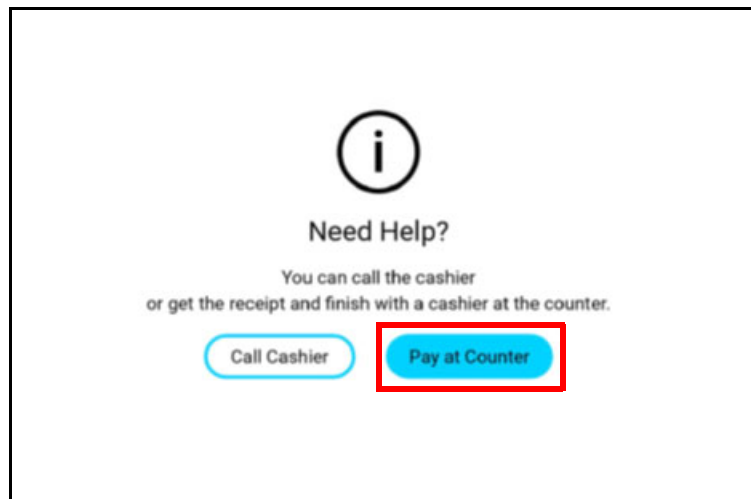 Need Help?
You can call the cashier
or get the receipt and finish with a cashier at the counter.
Call Cashier
Pay at Counter